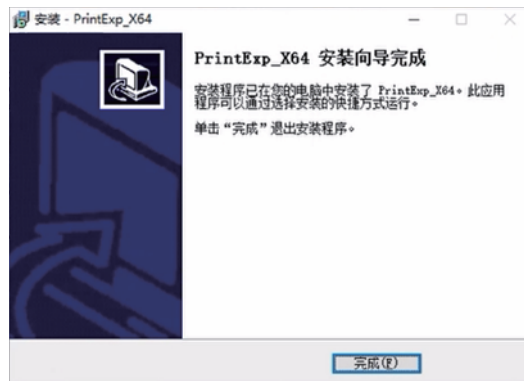 安装 - PrintExp_X64
PrintExp_X64 安装向导完成
安装程序已在您的电脑中安装了 PrintExp_X64。此应用
程序可以通过选择安装的快捷方式运行。
单击“完成”退出安装程序。
完成(F)